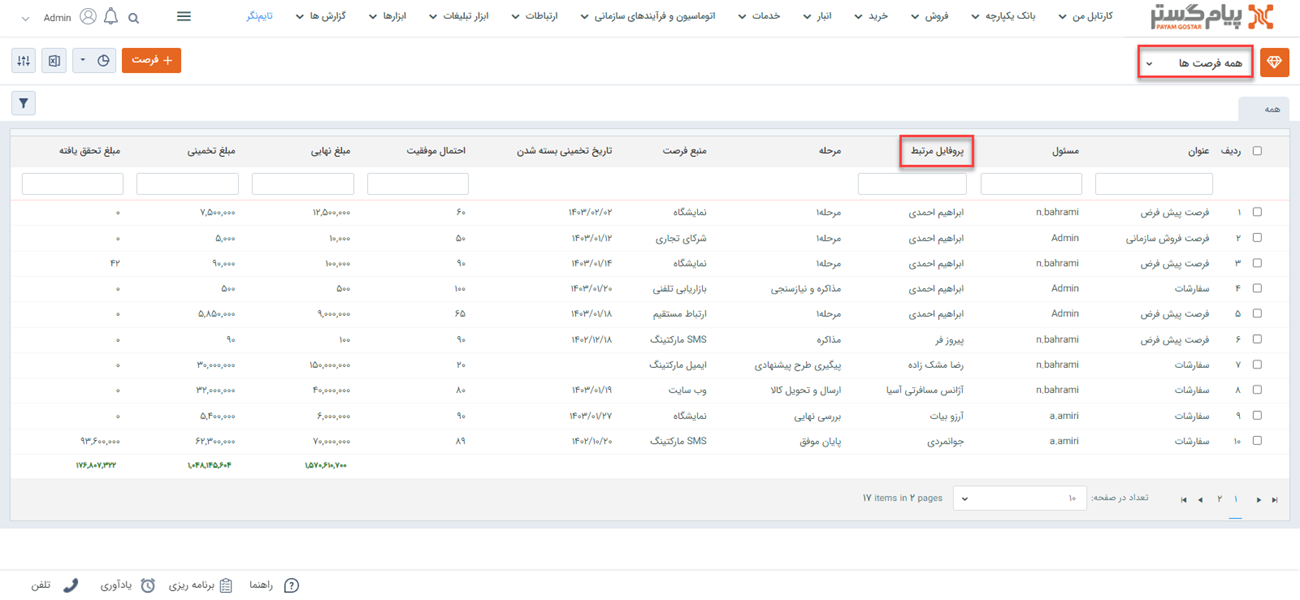 پیام گستر
PAYAM GOSTAR
کارتابل من بانک یکپارچه فروش خرید انبار خدمات اتوماسیون و فرآیندهای سازمانی ارتباطات ابزار تبلیغات ابزارها گزارش ها تایم‌نگر Admin
همه فرصت ها + فرصت
همه
ردیف عنوان مسئول پروفایل مرتبط مرحله منبع فرصت تاریخ تخمینی بسته شدن احتمال موفقیت مبلغ نهایی مبلغ تخمینی مبلغ تحقق یافته
۱ فرصت پیش فرض n.bahrami ابراهیم احمدی مرحله۱ نمایشگاه ۱۴۰۳/۰۲/۰۲ ۶۰ ۱۲,۵۰۰,۰۰۰ ۷,۵۰۰,۰۰۰ ۰
۲ فرصت فروش سازمانی Admin ابراهیم احمدی مرحله۱ شرکای تجاری ۱۴۰۳/۰۱/۱۲ ۵۰ ۱۰,۰۰۰ ۵,۰۰۰ ۰
۳ فرصت پیش فرض n.bahrami ابراهیم احمدی مرحله۱ نمایشگاه ۱۴۰۳/۰۱/۱۴ ۹۰ ۱۰۰,۰۰۰ ۹۰,۰۰۰ ۴۲
۴ سفارشات Admin ابراهیم احمدی مذاکره و نیازسنجی بازاریابی تلفنی ۱۴۰۳/۰۱/۲۰ ۱۰۰ ۵۰۰ ۵۰۰ ۰
۵ فرصت پیش فرض Admin ابراهیم احمدی مرحله۱ ارتباط مستقیم ۱۴۰۳/۰۱/۱۸ ۶۵ ۹,۰۰۰,۰۰۰ ۵,۸۵۰,۰۰۰ ۰
۶ فرصت پیش فرض n.bahrami پیروز فر مذاکره SMS مارکتینگ ۱۴۰۲/۱۲/۱۸ ۹۰ ۱۰۰ ۹۰ ۰
۷ سفارشات n.bahrami رضا مشک زاده پیگیری طرح پیشنهادی ایمیل مارکتینگ ۲۰ ۱۵۰,۰۰۰,۰۰۰ ۳۰,۰۰۰,۰۰۰ ۰
۸ سفارشات n.bahrami آژانس مسافرتی آسیا ارسال و تحویل کالا وب سایت ۱۴۰۳/۰۱/۱۹ ۸۰ ۴۰,۰۰۰,۰۰۰ ۳۲,۰۰۰,۰۰۰ ۰
۹ سفارشات a.amiri آرزو بیات بررسی نهایی نمایشگاه ۱۴۰۳/۰۱/۲۷ ۹۰ ۶,۰۰۰,۰۰۰ ۵,۴۰۰,۰۰۰ ۰
۱۰ سفارشات a.amiri جوانمردی پایان موفق SMS مارکتینگ ۱۴۰۲/۱۰/۲۰ ۸۹ ۷۰,۰۰۰,۰۰۰ ۶۲,۳۰۰,۰۰۰ ۹۳,۶۰۰,۰۰۰
۱,۵۷۰,۶۱۰,۷۰۰ ۱,۰۴۸,۱۴۵,۶۰۴ ۱۷۶,۸۰۷,۳۲۲
۱ ۲ تعداد در صفحه: ۱۰ ۱۷ items in ۲ pages
راهنما برنامه ریزی یادآوری تلفن